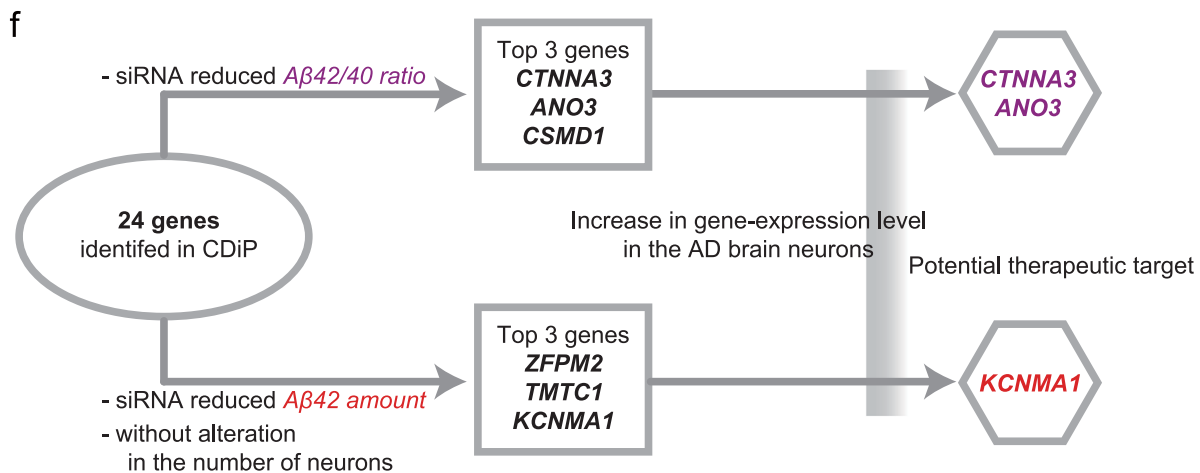 f
- siRNA reduced Aβ42/40 ratio
Top 3 genes
CTNNA3
ANO3
CSMD1
CTNNA3
ANO3
24 genes
identifed in CDiP
Increase in gene-expression level
in the AD brain neurons
Potential therapeutic target
- siRNA reduced Aβ42 amount
- without alteration
in the number of neurons
Top 3 genes
ZFPM2
TMTC1
KCNMA1
KCNMA1